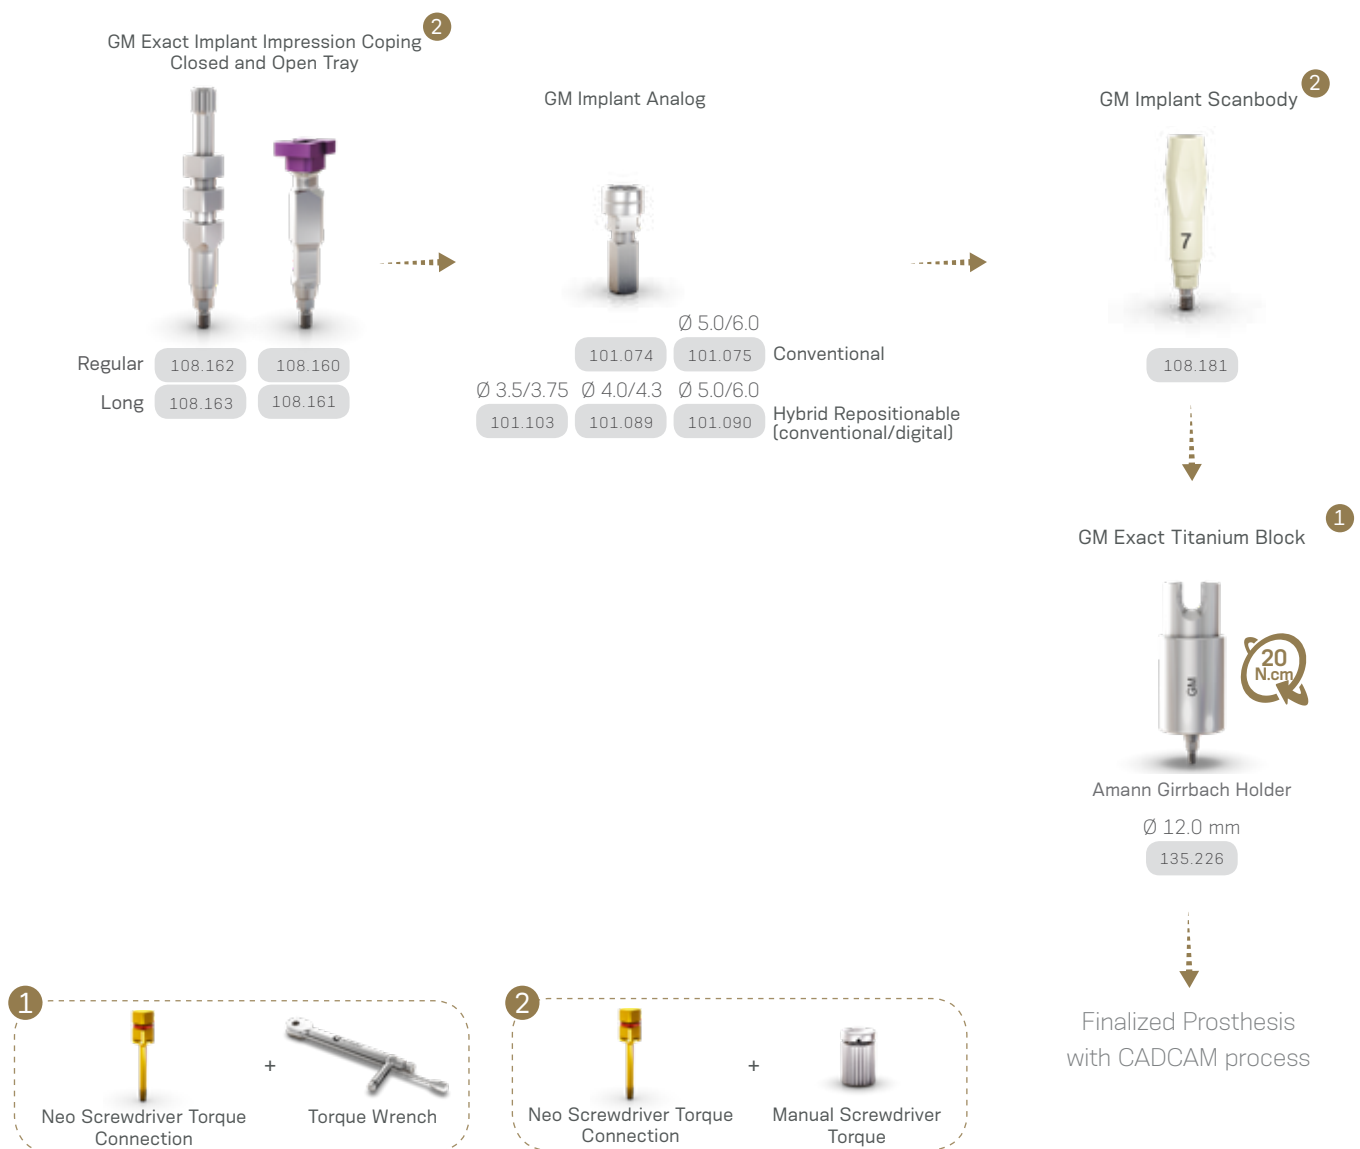 GM Exact Implant Impression Coping 2
Closed and Open Tray
Regular 108.162 108.160
Long 108.163 108.161
GM Implant Analog
Ø 5.0/6.0
101.074 101.075 Conventional
Ø 3.5/3.75 Ø 4.0/4.3 Ø 5.0/6.0
101.103 101.089 101.090 Hybrid Repositionable
(conventional/digital)
GM Implant Scanbody 2
7
108.181
GM Exact Titanium Block 1
GM
20
N.cm
Amann Girrbach Holder
Ø 12.0 mm
135.226
Finalized Prosthesis
with CADCAM process
1
+
Neo Screwdriver Torque
Connection
Torque Wrench
2
+
Neo Screwdriver Torque
Connection
Manual Screwdriver
Torque